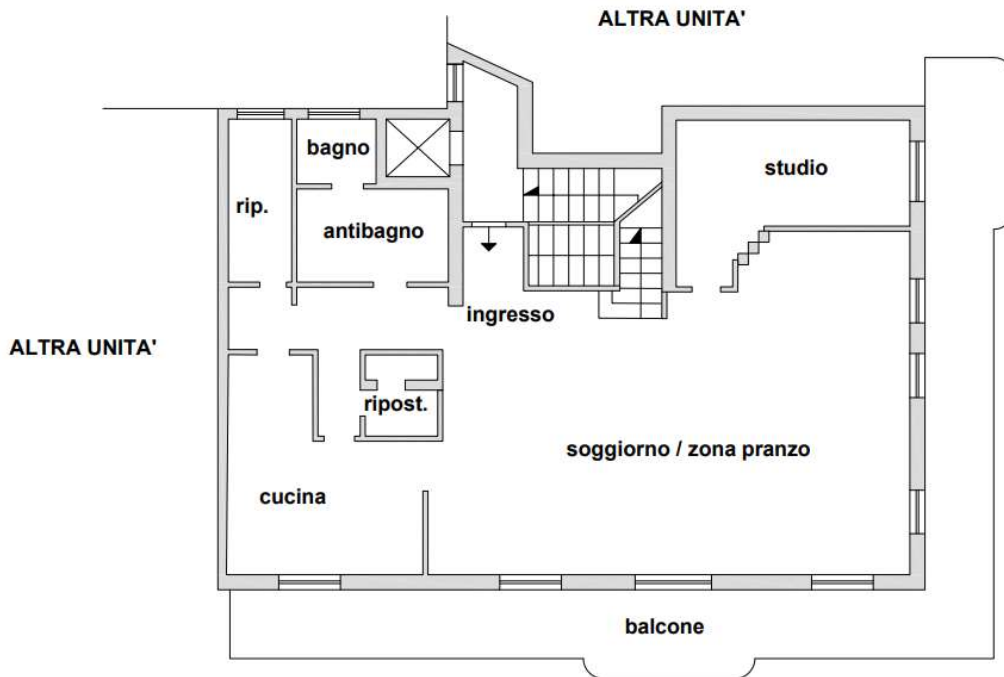 ALTRA UNITA'
bagno
studio
rip.
antibagno
ingresso
ALTRA UNITA'
ripost.
soggiorno / zona pranzo
cucina
balcone